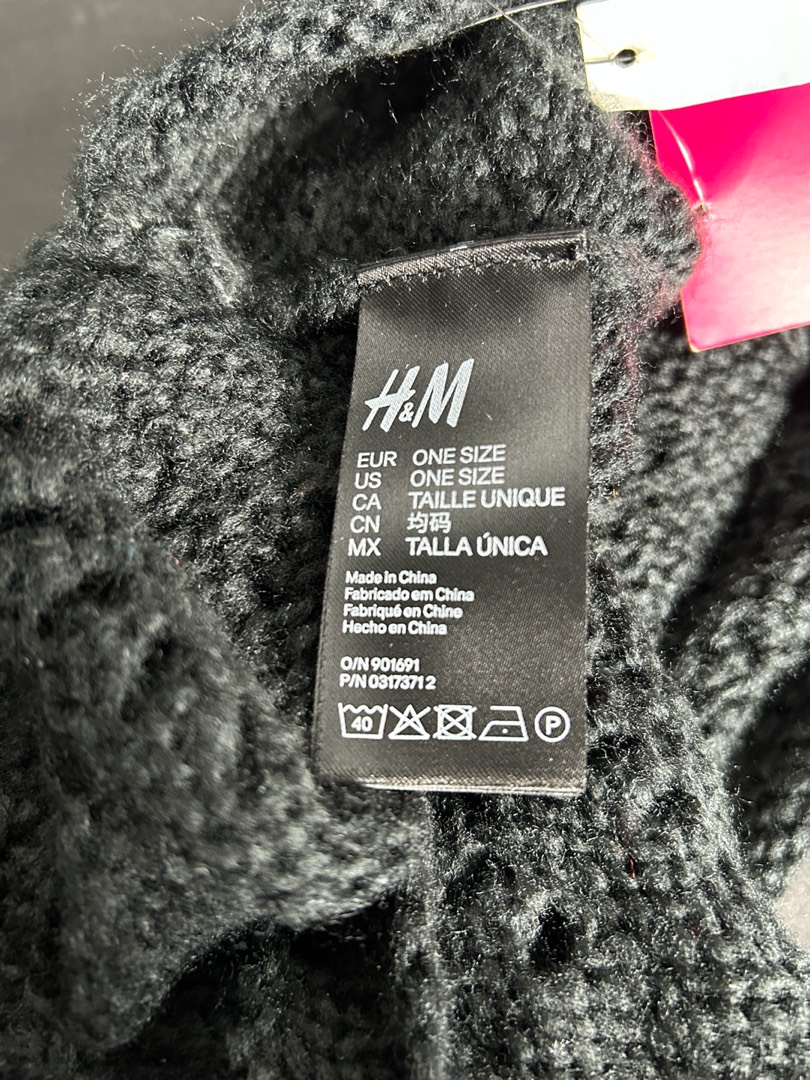 H&M
EUR ONE SIZE
US ONE SIZE
CA TAILLE UNIQUE
CN 均码
MX TALLA ÚNICA
Made in China
Fabricado em China
Fabriqué en Chine
Hecho en China
O/N 901691
P/N 03173712
40
P